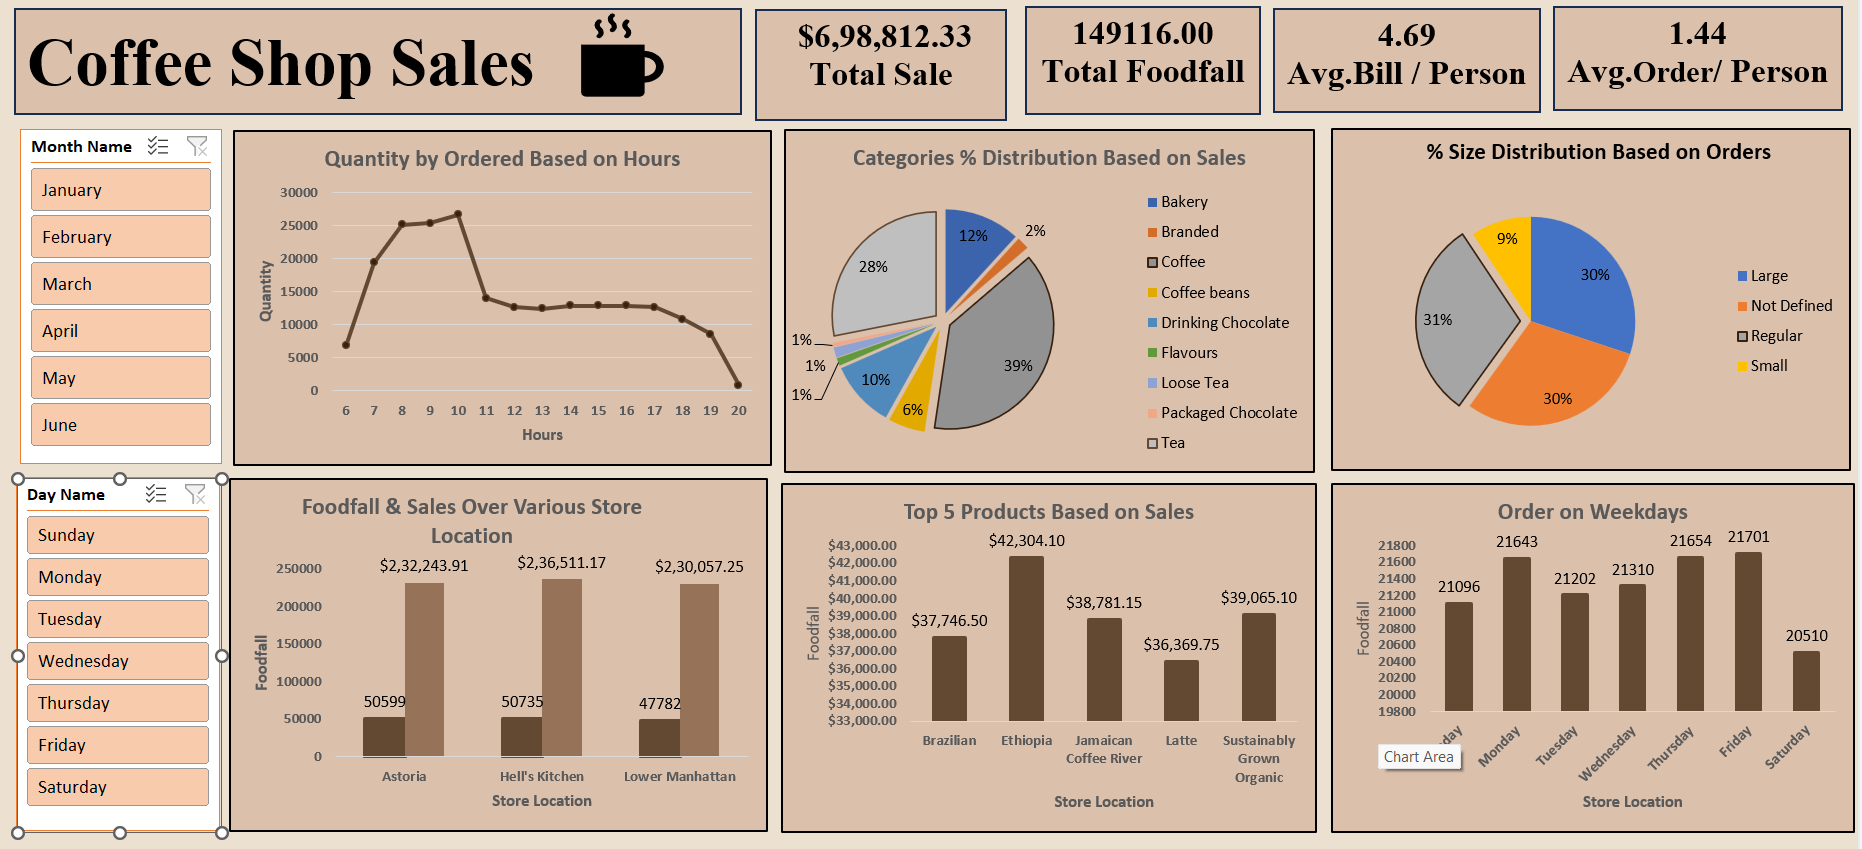 Coffee Shop Sales
$6,98,812.33
Total Sale
149116.00
Total Foodfall
4.69
Avg.Bill / Person
1.44
Avg.Order/ Person
Month Name
January
February
March
April
May
June
Quantity by Ordered Based on Hours
Quantity
30000
25000
20000
15000
10000
5000
0
6 7 8 9 10 11 12 13 14 15 16 17 18 19 20
Hours
Categories % Distribution Based on Sales
12%
2%
28%
39%
1%
1%
1%
10%
6%
Bakery
Branded
Coffee
Coffee beans
Drinking Chocolate
Flavours
Loose Tea
Packaged Chocolate
Tea
% Size Distribution Based on Orders
9%
30%
31%
30%
Large
Not Defined
Regular
Small
Day Name
Sunday
Monday
Tuesday
Wednesday
Thursday
Friday
Saturday
Foodfall & Sales Over Various Store
Location
Foodfall
250000
200000
150000
100000
50000
0
$2,32,243.91 $2,36,511.17 $2,30,057.25
50599 50735 47782
Astoria Hell's Kitchen Lower Manhattan
Store Location
Top 5 Products Based on Sales
Foodfall
$43,000.00
$42,000.00
$41,000.00
$40,000.00
$39,000.00
$38,000.00
$37,000.00
$36,000.00
$35,000.00
$34,000.00
$33,000.00
$37,746.50
$42,304.10
$38,781.15
$36,369.75
$39,065.10
Brazilian
Ethiopia
Jamaican
Coffee River
Latte
Sustainably
Grown
Organic
Store Location
Order on Weekdays
Foodfall
21800
21600
21400
21200
21000
20800
20600
20400
20200
20000
19800
21096
21643
21202
21310
21654
21701
20510
day
Monday
Tuesday
Wednesday
Thursday
Friday
Saturday
Chart Area
Store Location